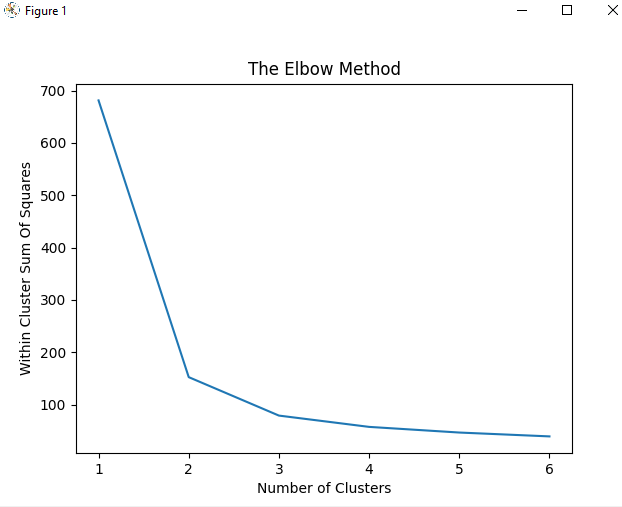 Figure 1
The Elbow Method
700
600
500
400
300
200
100
Within Cluster Sum Of Squares
1 2 3 4 5 6
Number of Clusters